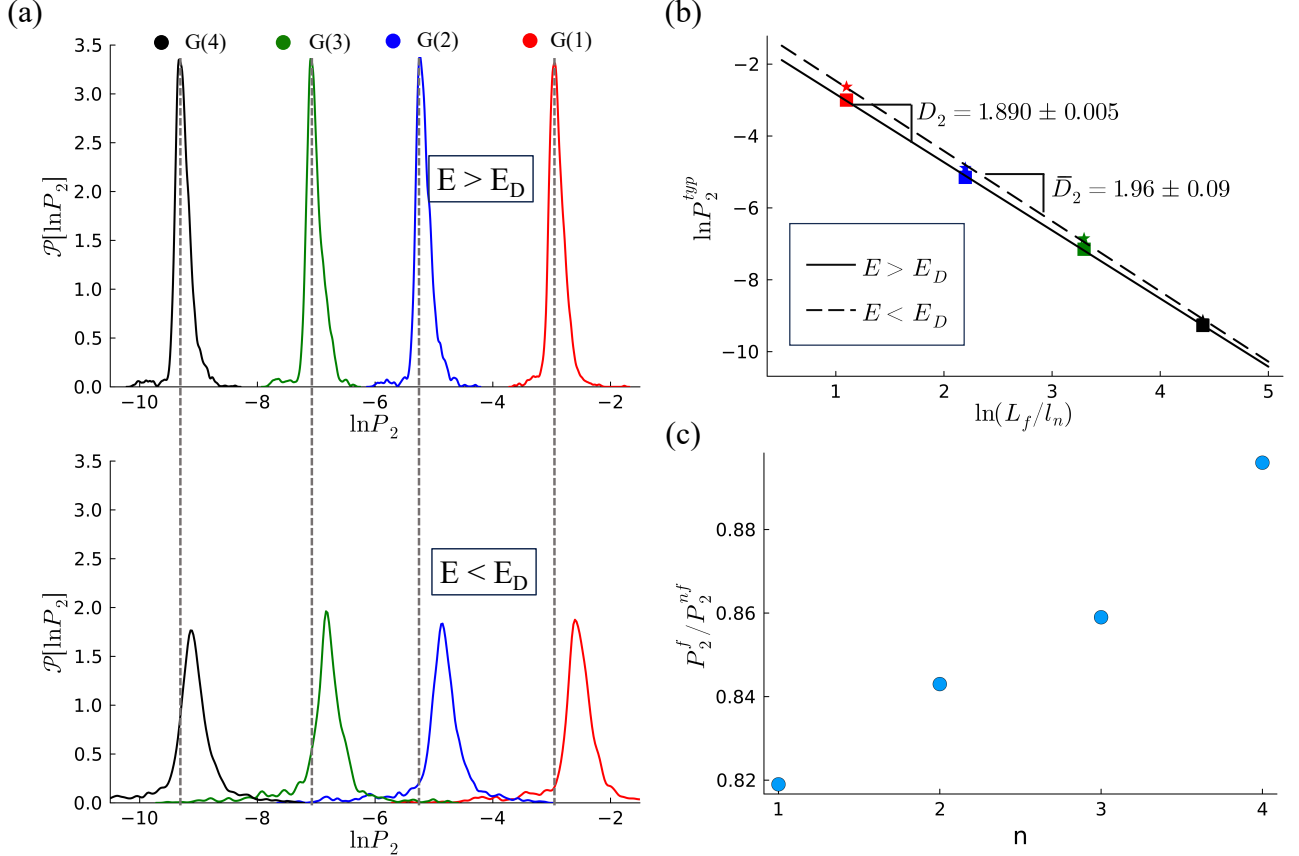 (a)
G(4) G(3) G(2) G(1)
3.5
3.0
2.5
2.0
1.5
1.0
0.5
0.0
𝒫[lnP₂]
E > E_D
−10 −8 −6 −4 −2
lnP₂
3.5
3.0
2.5
2.0
1.5
1.0
0.5
0.0
𝒫[lnP₂]
E < E_D
−10 −8 −6 −4 −2
lnP₂
(b)
−2
−4
−6
−8
−10
lnP₂^{typ}
D₂ = 1.890 ± 0.005
D̅₂ = 1.96 ± 0.09
E > E_D
E < E_D
1 2 3 4 5
ln(L_f/l_n)
(c)
0.88
0.86
0.84
0.82
P₂^f/P₂^{nf}
1 2 3 4
n